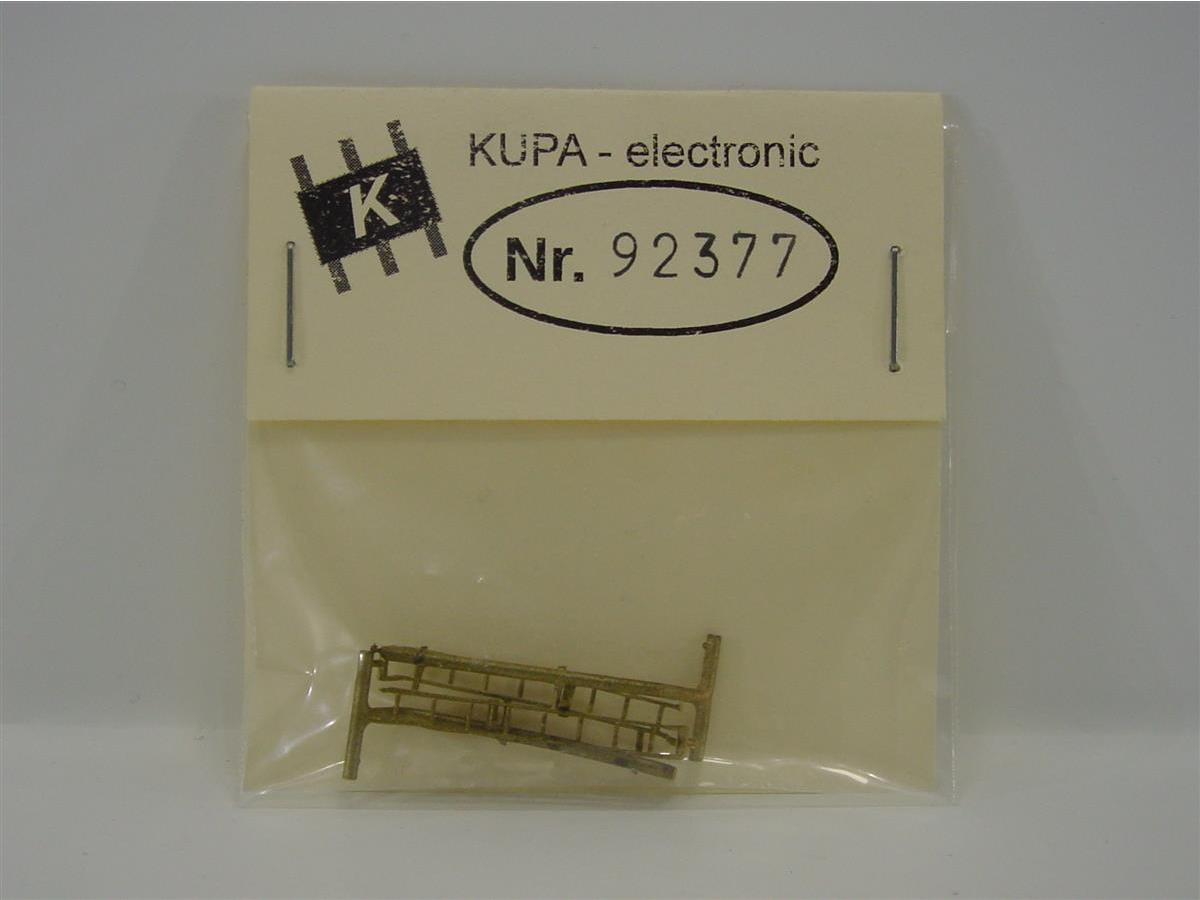 KUPA - electronic
K
Nr. 92377